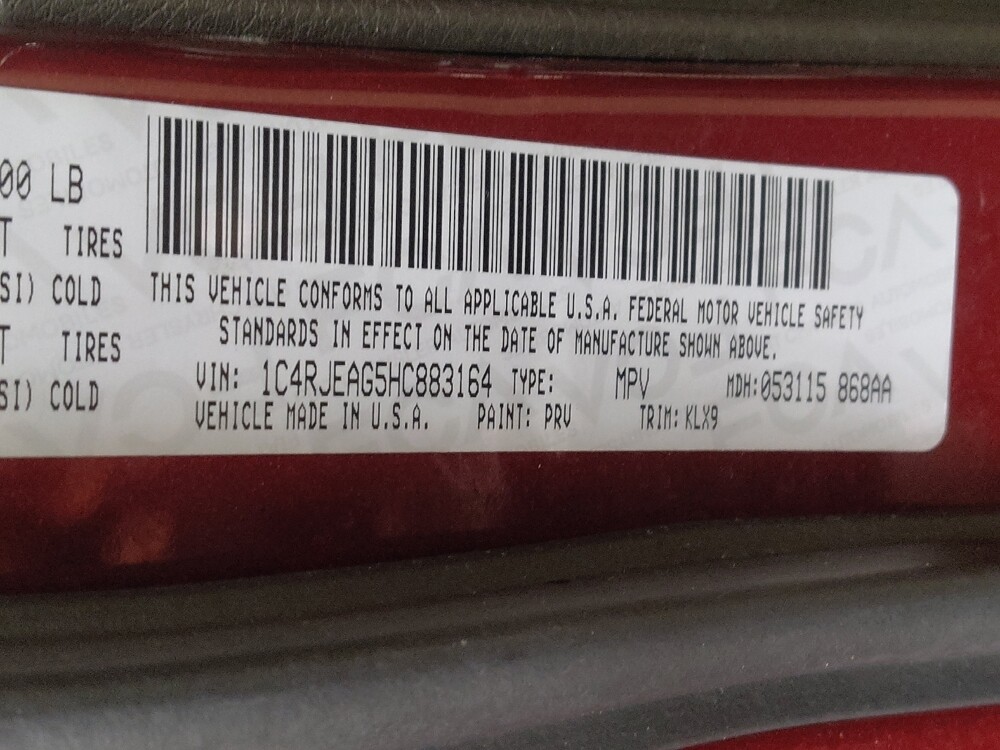 00 LB
T TIRES
SI) COLD
T TIRES
SI) COLD
THIS VEHICLE CONFORMS TO ALL APPLICABLE U.S.A. FEDERAL MOTOR VEHICLE SAFETY
STANDARDS IN EFFECT ON THE DATE OF MANUFACTURE SHOWN ABOVE.
VIN: 1C4RJEAG5HC883164 TYPE: MPV MDH:053115 868AA
VEHICLE MADE IN U.S.A. PAINT: PRV TRIM: KLX9